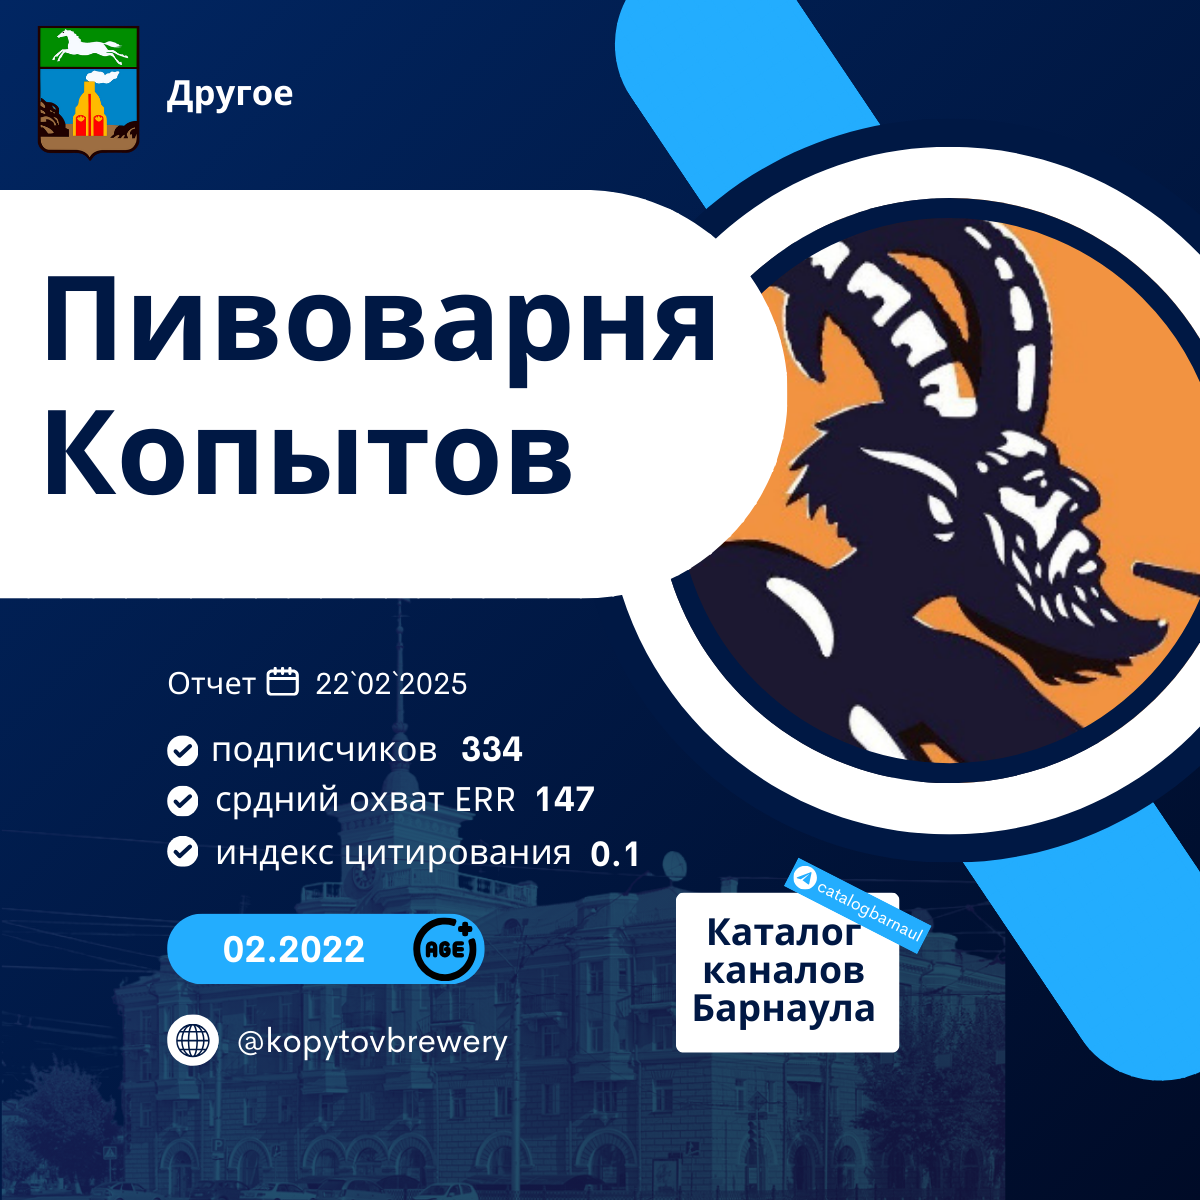 Другое
Пивоварня
Копытов
Отчет 22`02`2025
подписчиков 334
срдний охват ERR 147
индекс цитирования 0.1
02.2022 AGE+
@kopytovbrewery
catalogbarnaul
Каталог
каналов
Барнаула